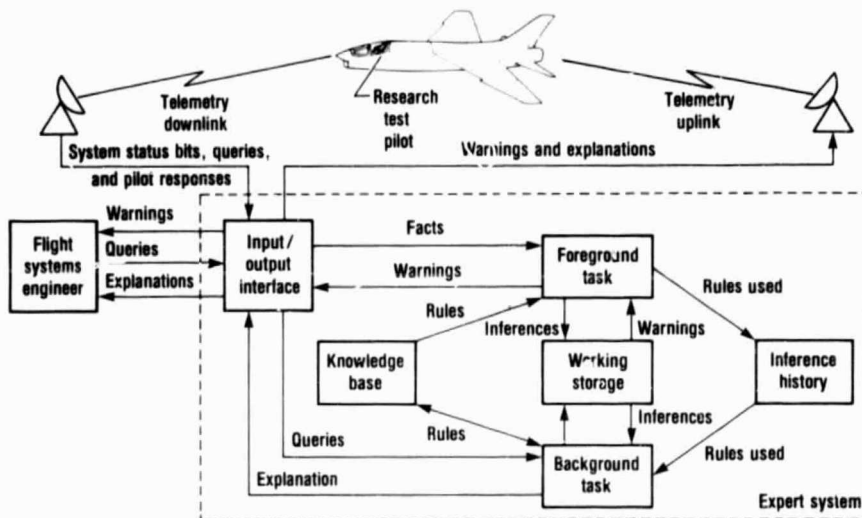 Telemetry
downlink
Research
test
pilot
Telemetry
uplink
System status bits, queries,
and pilot responses
Warnings and explanations
Warnings
Queries
Explanations
Flight
systems
engineer
Input/
output
interface
Facts
Warnings
Foreground
task
Rules used
Rules
Inferences
Warnings
Knowledge
base
Working
storage
Inference
history
Queries
Rules
Inferences
Rules used
Explanation
Background
task
Expert system